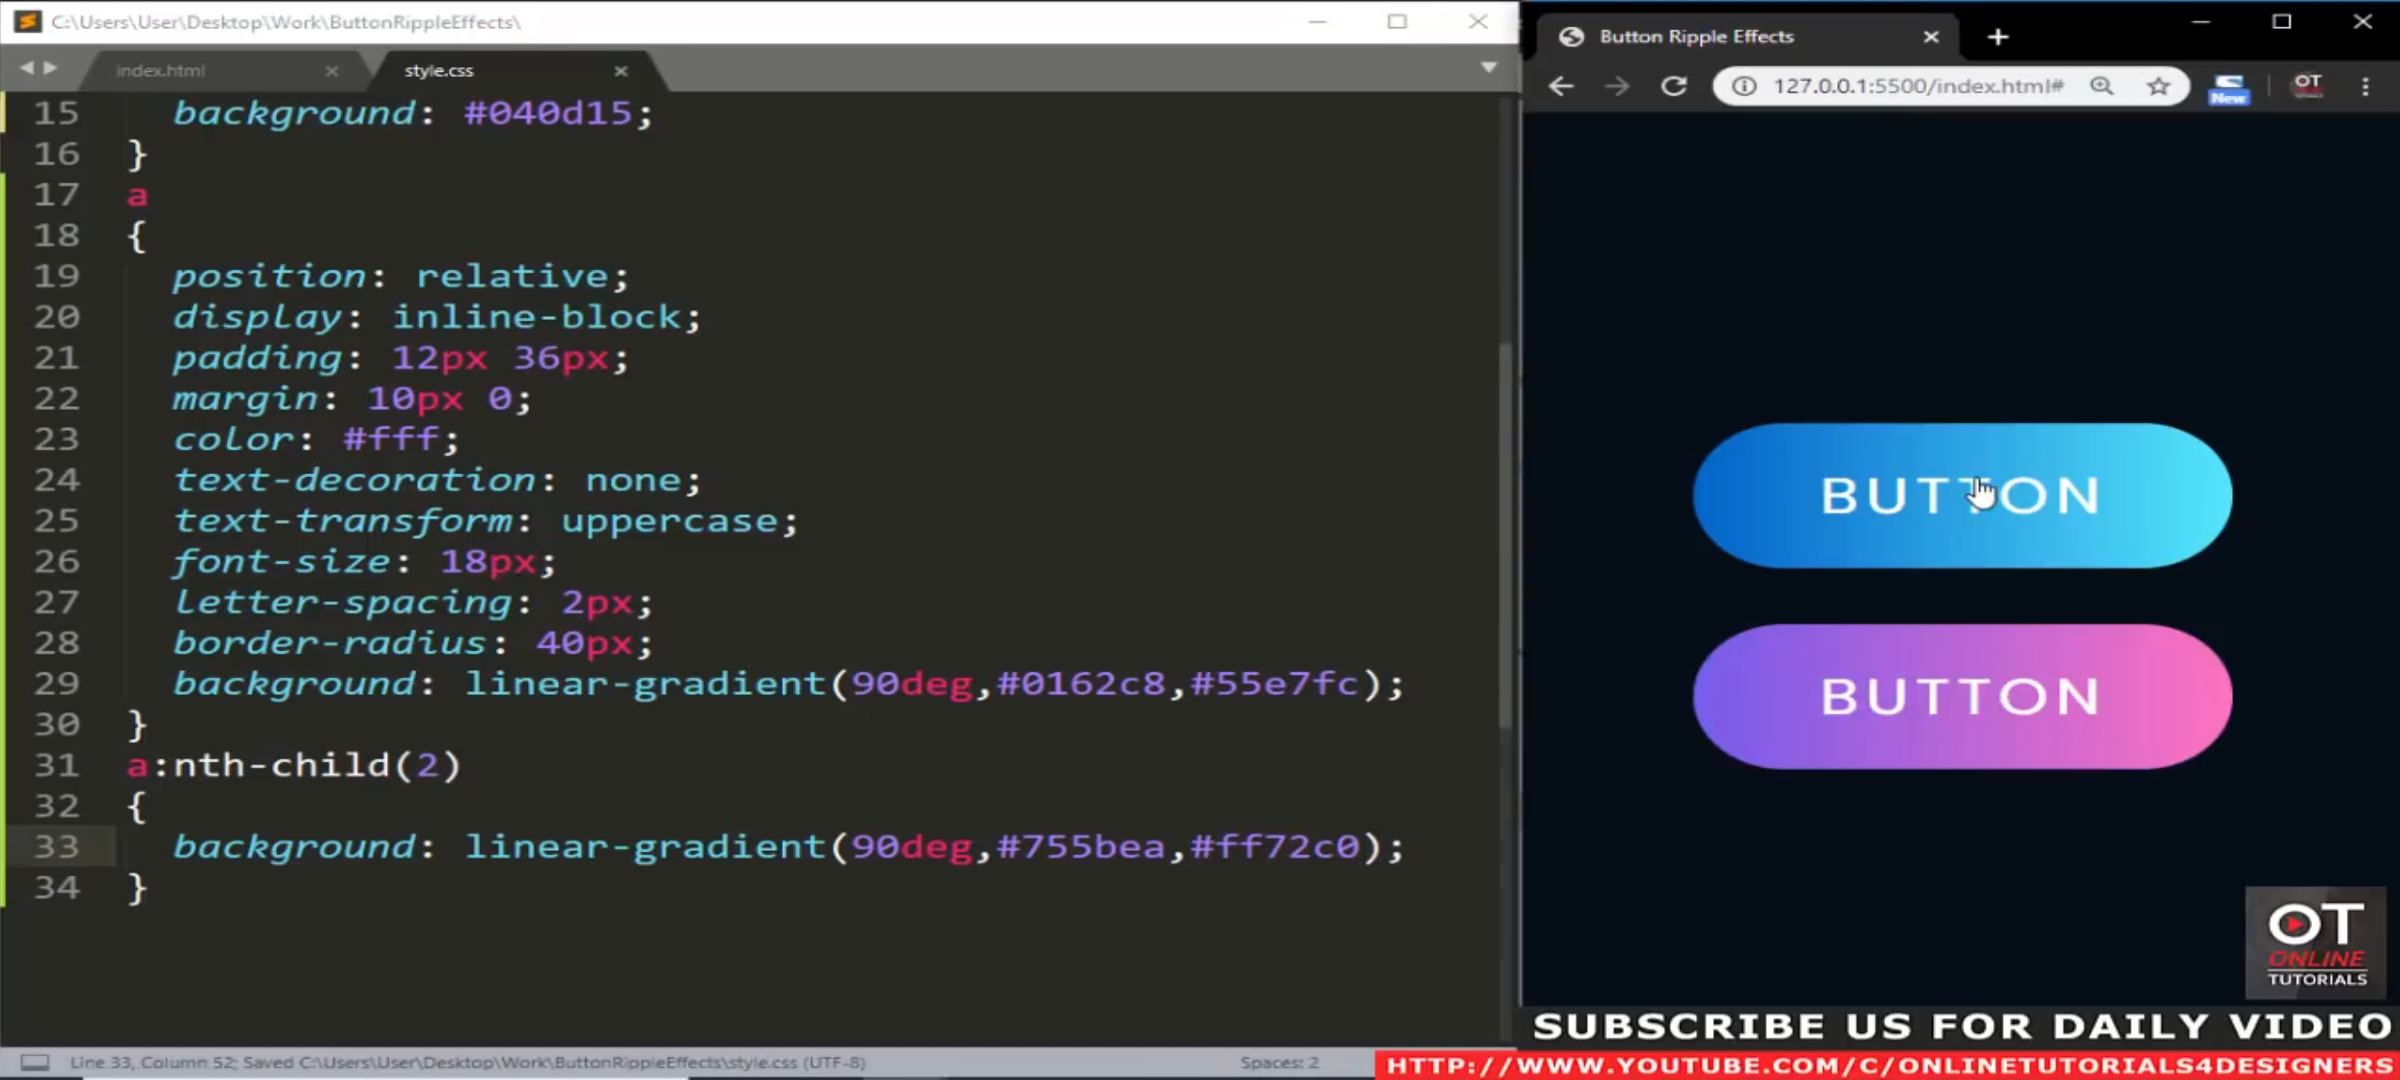 C:\Users\User\Desktop\Work\ButtonRippleEffects\
index.html
style.css
15 background: #040d15;
16 }
17 a
18 {
19 position: relative;
20 display: inline-block;
21 padding: 12px 36px;
22 margin: 10px 0;
23 color: #fff;
24 text-decoration: none;
25 text-transform: uppercase;
26 font-size: 18px;
27 letter-spacing: 2px;
28 border-radius: 40px;
29 background: linear-gradient(90deg,#0162c8,#55e7fc);
30 }
31 a:nth-child(2)
32 {
33 background: linear-gradient(90deg,#755bea,#ff72c0);
34 }
Line 33, Column 52; Saved C:\Users\User\Desktop\Work\ButtonRippleEffects\style.css (UTF-8)
Spaces: 2
Button Ripple Effects
127.0.0.1:5500/index.html#
New
OT
BUTTON
BUTTON
OT
ONLINE
TUTORIALS
SUBSCRIBE US FOR DAILY VIDEO
HTTP://WWW.YOUTUBE.COM/C/ONLINETUTORIALS4DESIGNERS